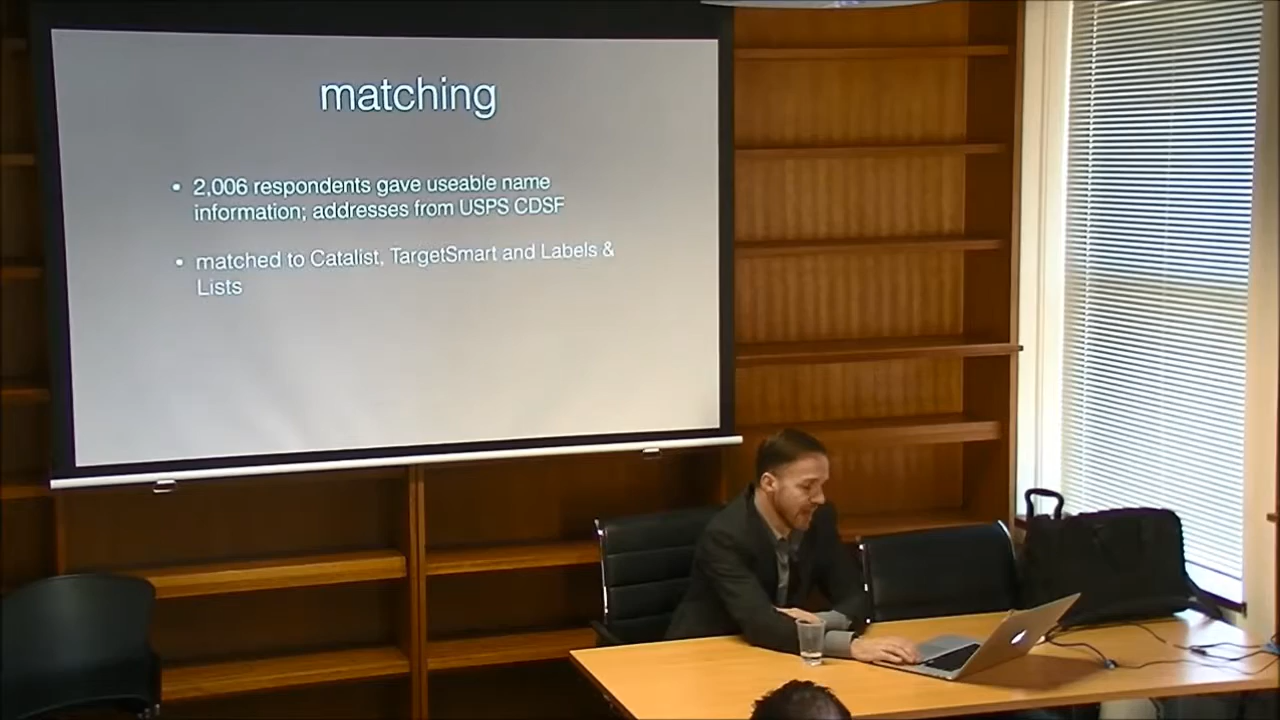 matching
• 2,006 respondents gave useable name
information; addresses from USPS CDSF
• matched to Catalist, TargetSmart and Labels &
Lists